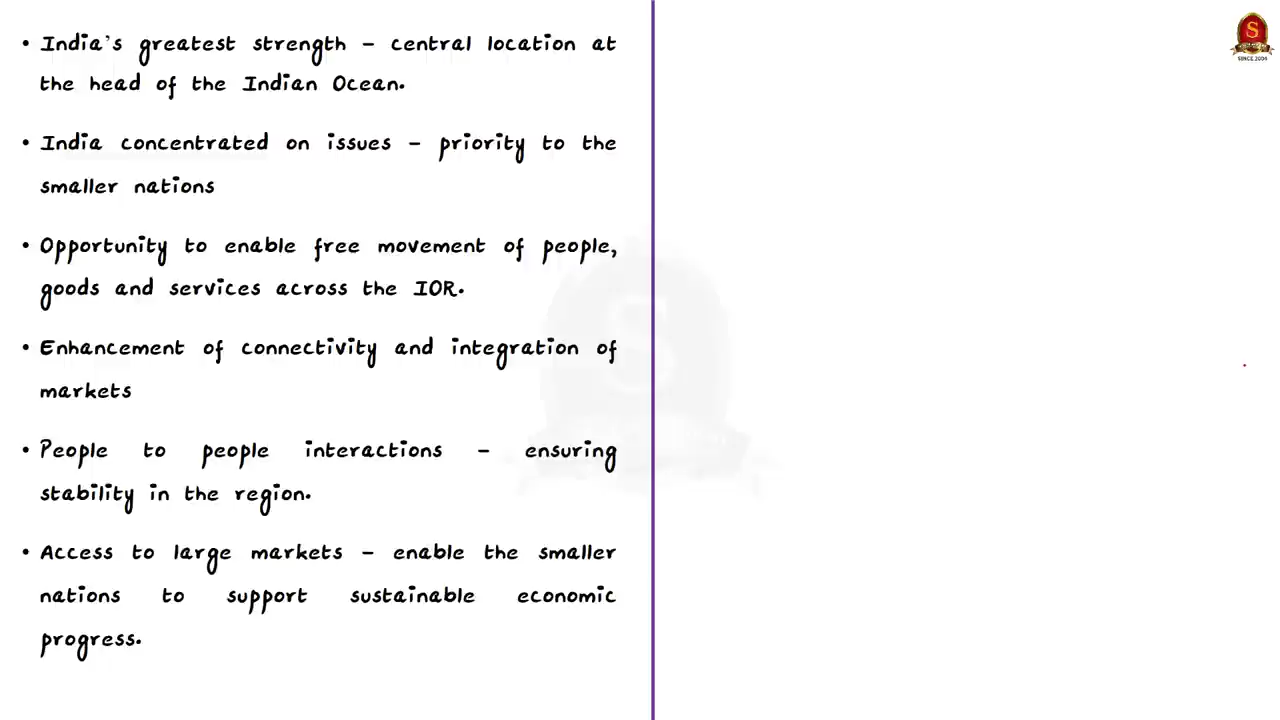 • India's greatest strength - central location at
the head of the Indian Ocean.
• India concentrated on issues - priority to the
smaller nations
• Opportunity to enable free movement of people,
goods and services across the IOR.
• Enhancement of connectivity and integration of
markets
• People to people interactions - ensuring
stability in the region.
• Access to large markets - enable the smaller
nations to support sustainable economic
progress.
S
SINCE 2004
S